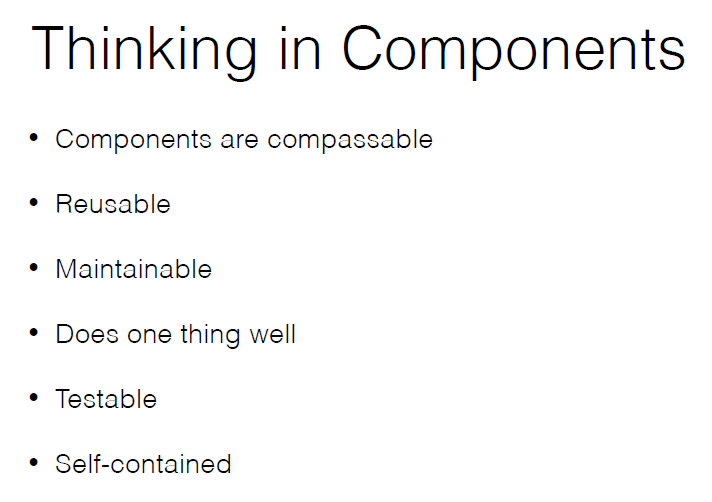 Thinking in Components
• Components are compassable
• Reusable
• Maintainable
• Does one thing well
• Testable
• Self-contained